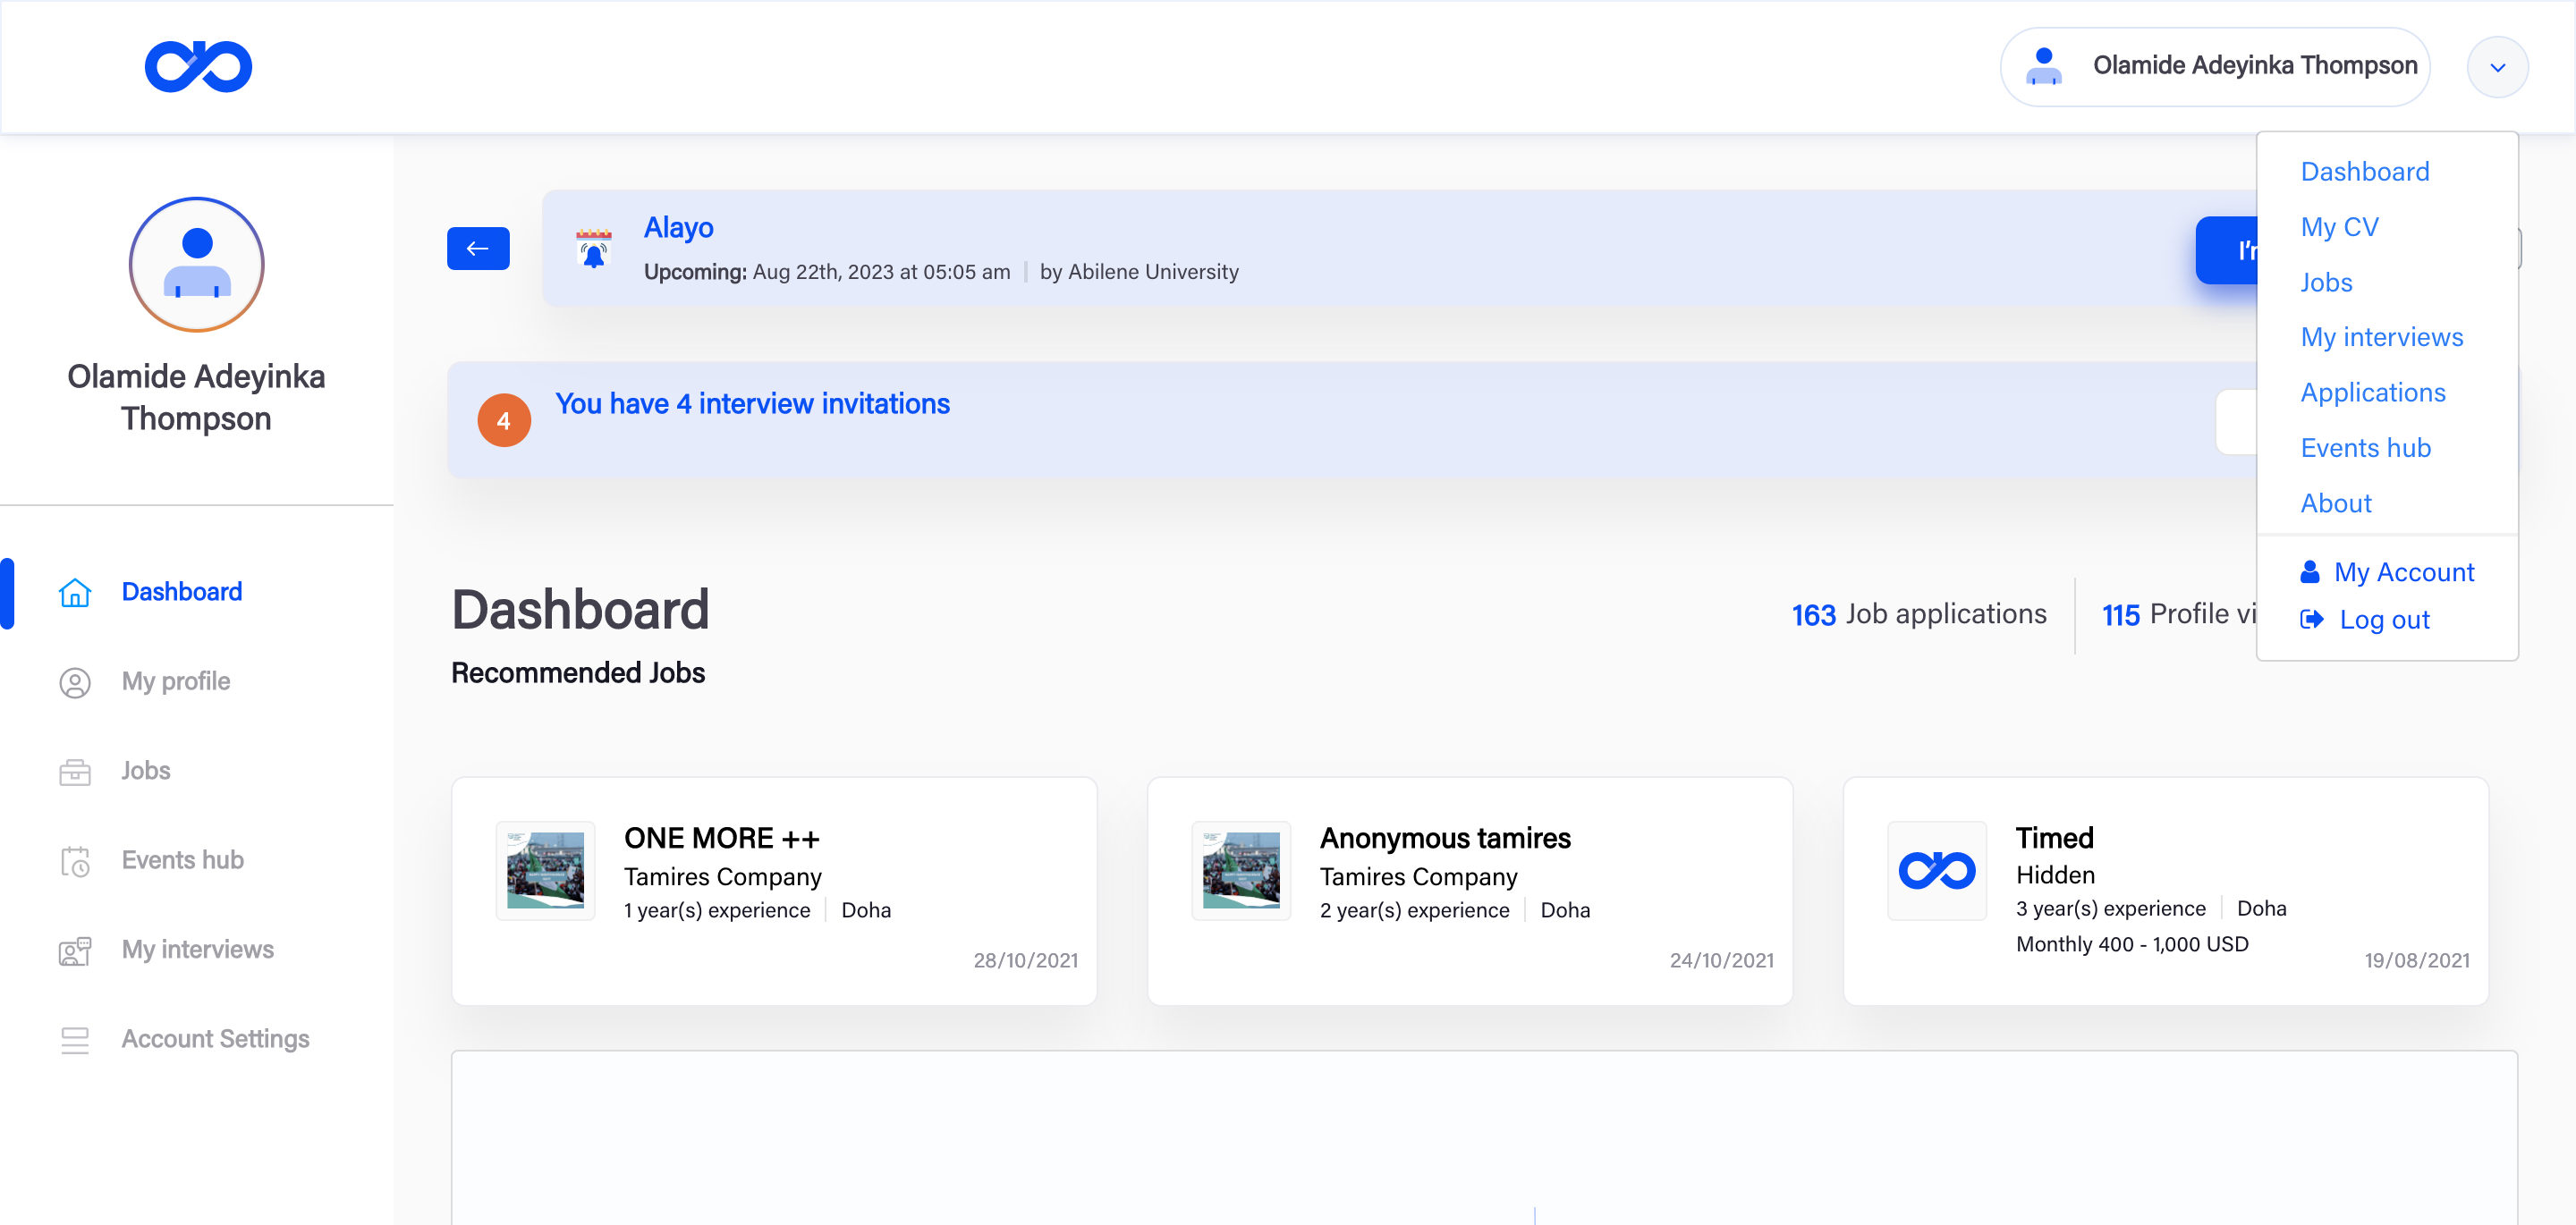 Olamide Adeyinka Thompson
Dashboard
My CV
Jobs
My interviews
Applications
Events hub
About
My Account
Log out
Olamide Adeyinka
Thompson
Dashboard
My profile
Jobs
Events hub
My interviews
Account Settings
Alayo
Upcoming: Aug 22th, 2023 at 05:05 am | by Abilene University
4
You have 4 interview invitations
Dashboard
163 Job applications
115 Profile vi
Recommended Jobs
ONE MORE ++
Tamires Company
1 year(s) experience | Doha
28/10/2021
Anonymous tamires
Tamires Company
2 year(s) experience | Doha
24/10/2021
Timed
Hidden
3 year(s) experience | Doha
Monthly 400 - 1,000 USD
19/08/2021